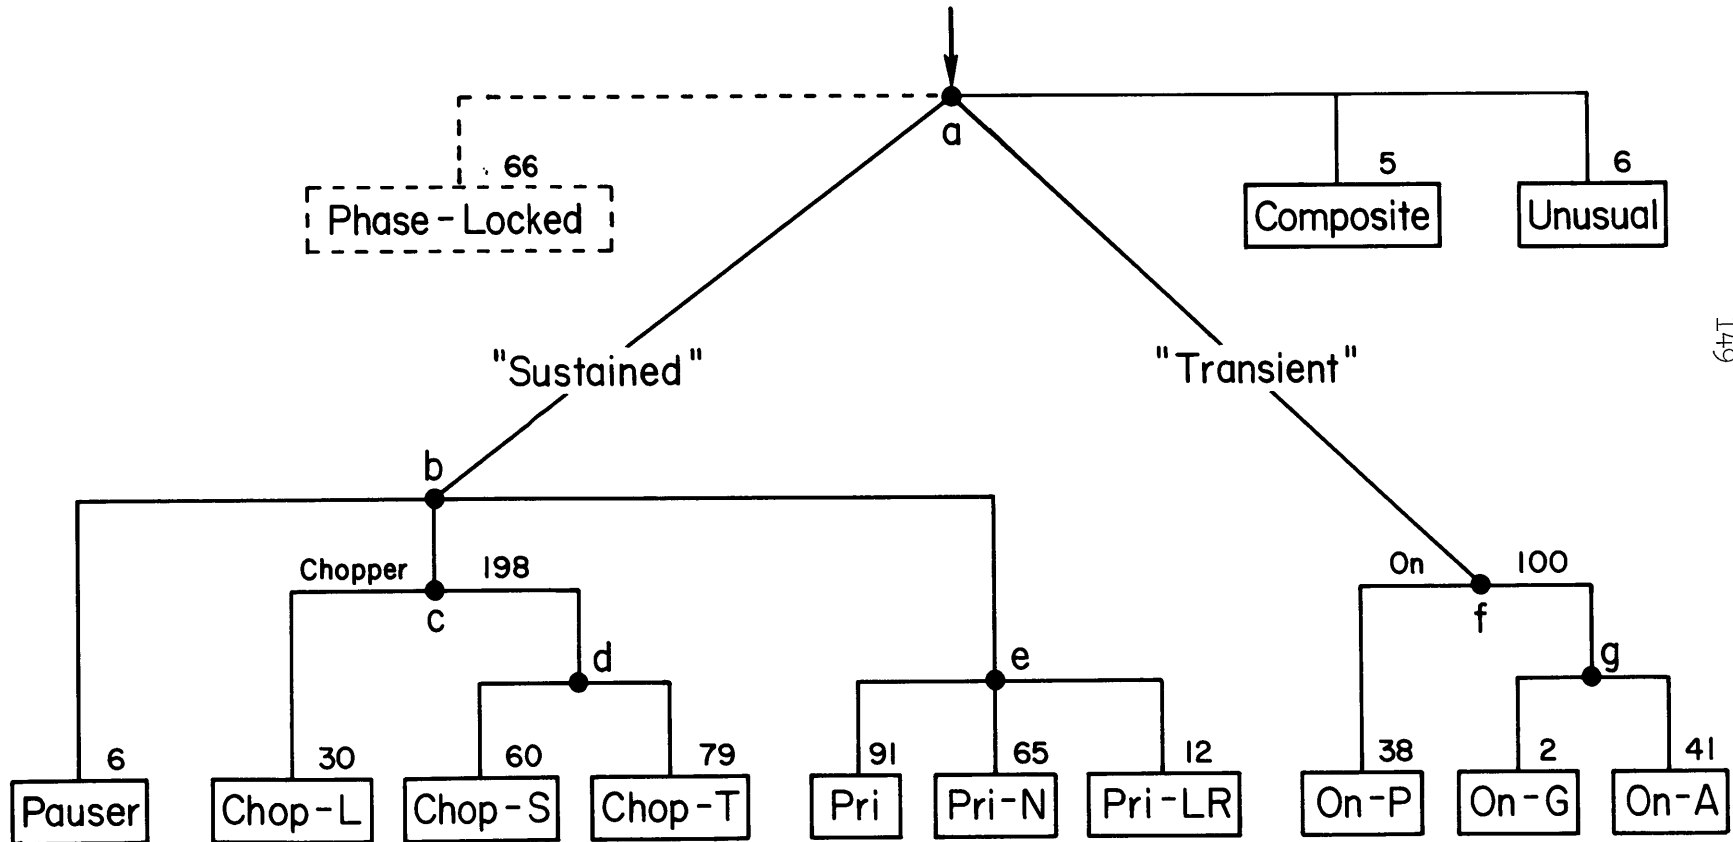 a
66
Phase-Locked
5
Composite
6
Unusual
149
"Sustained"
"Transient"
b
Chopper 198
c
d
e
On 100
f
g
6
Pauser
30
Chop-L
60
Chop-S
79
Chop-T
91
Pri
65
Pri-N
12
Pri-LR
38
On-P
2
On-G
41
On-A